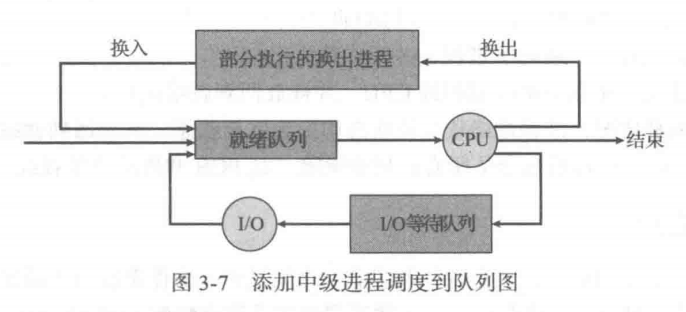 换入
部分执行的换出进程
换出
就绪队列
CPU
结束
I/O
I/O等待队列
图 3-7 添加中级进程调度到队列图